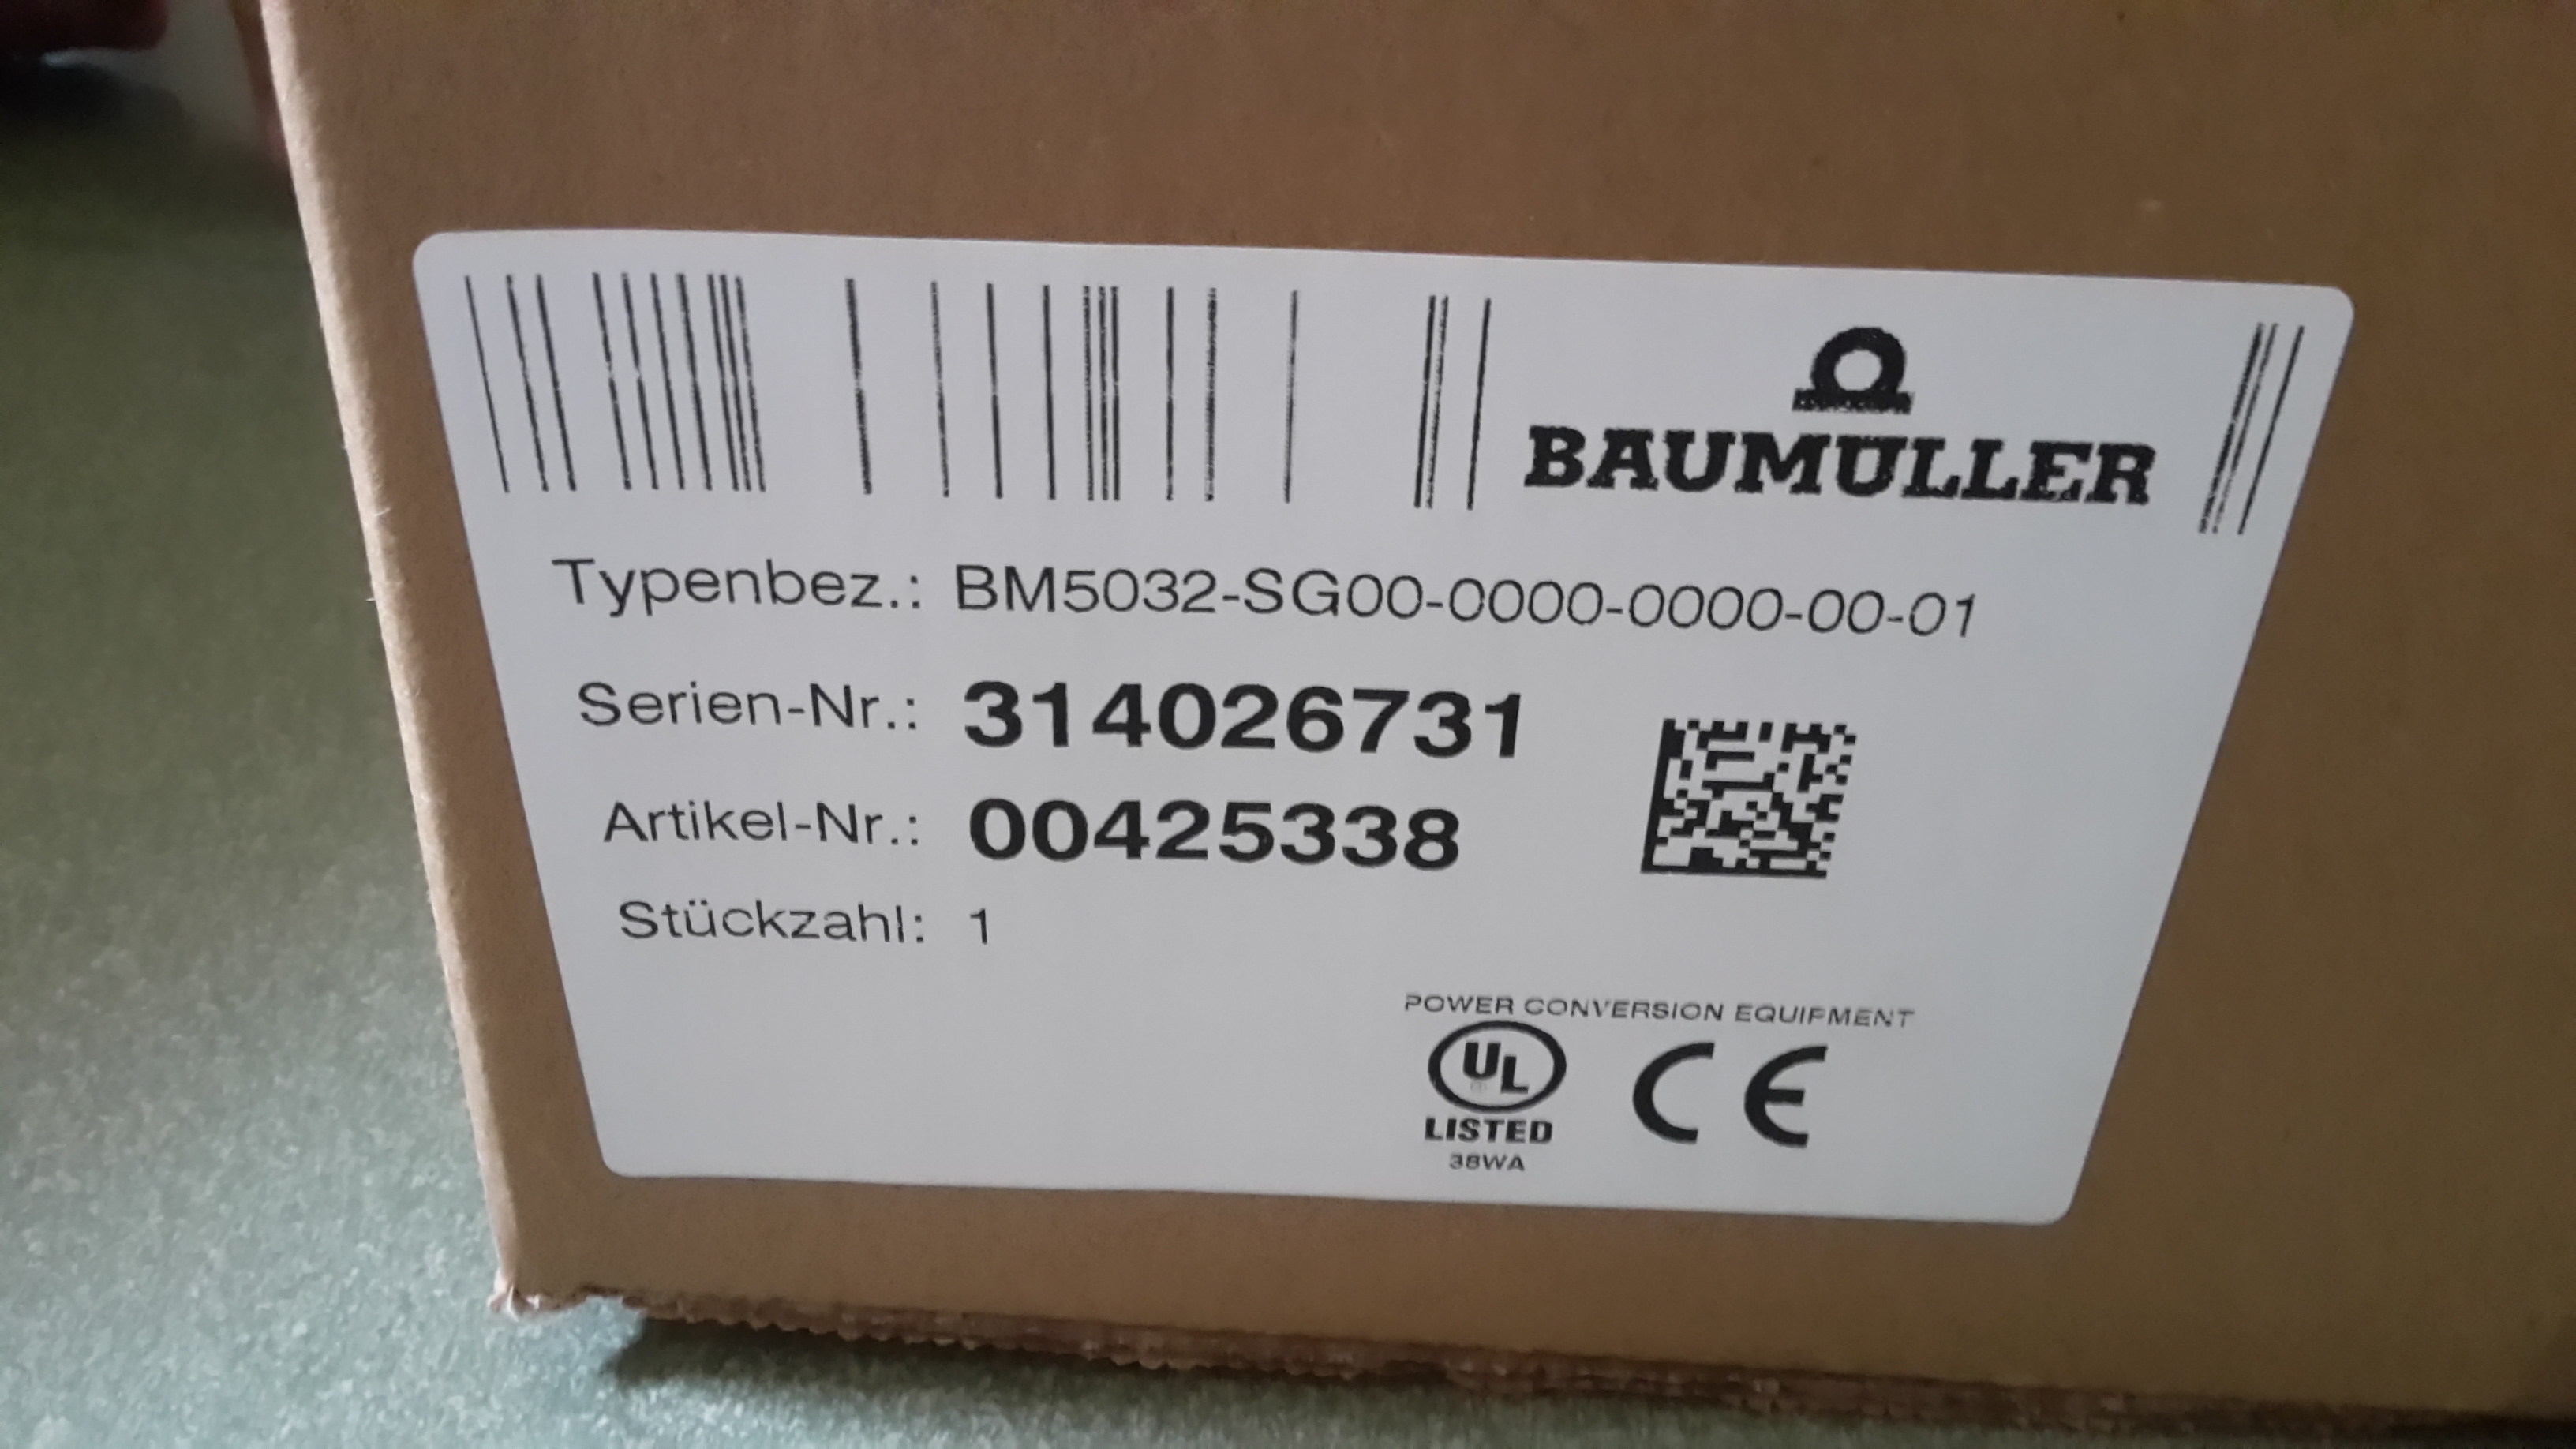 BAUMÜLLER
Typenbez.: BM5032-SG00-0000-0000-00-01
Serien-Nr.: 314026731
Artikel-Nr.: 00425338
Stückzahl: 1
POWER CONVERSION EQUIPMENT
UL
CE
LISTED
38WA